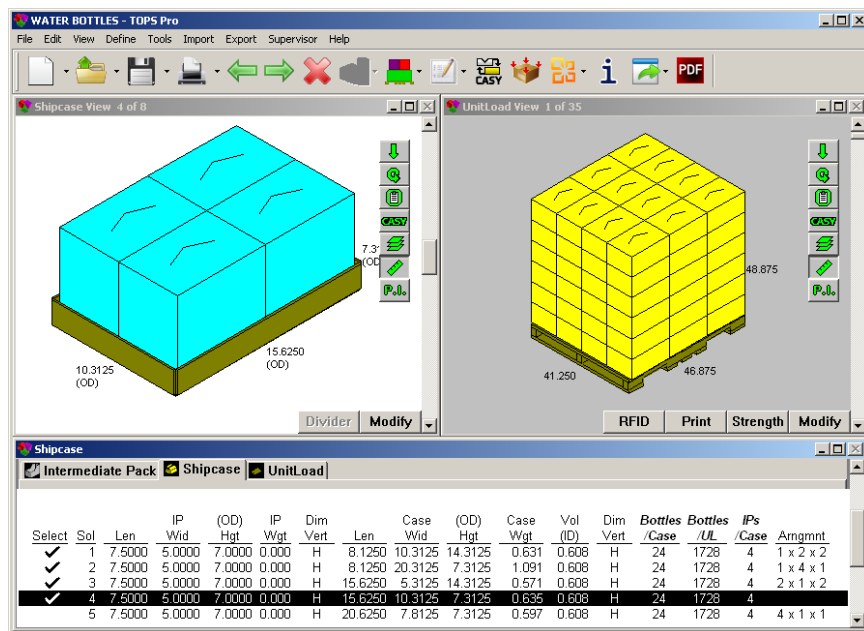 WATER BOTTLES - TOPS Pro
File Edit View Define Tools Import Export Supervisor Help
CASY PDF
Shipcase View 4 of 8
UnitLoad View 1 of 35
CASY
P.I.
7.3
(OD
15.6250
(OD)
10.3125
(OD)
Divider Modify
CASY
P.I.
48.875
46.875
41.250
RFID Print Strength Modify
Shipcase
Intermediate Pack Shipcase UnitLoad
IP (OD) IP Dim Case (OD) Case Vol Dim Bottles Bottles IPs
Select Sol Len Wid Hgt Wgt Vert Len Wid Hgt Wgt (ID) Vert /Case /UL /Case Arngmnt
1 7.5000 5.0000 7.0000 0.000 H 8.1250 10.3125 14.3125 0.631 0.608 H 24 1728 4 1 x 2 x 2
2 7.5000 5.0000 7.0000 0.000 H 8.1250 20.3125 7.3125 1.091 0.608 H 24 1728 4 1 x 4 x 1
3 7.5000 5.0000 7.0000 0.000 H 15.6250 5.3125 14.3125 0.571 0.608 H 24 1728 4 2 x 1 x 2
4 7.5000 5.0000 7.0000 0.000 H 15.6250 10.3125 7.3125 0.635 0.608 H 24 1728 4
5 7.5000 5.0000 7.0000 0.000 H 20.6250 7.8125 7.3125 0.597 0.608 H 24 1728 4 4 x 1 x 1